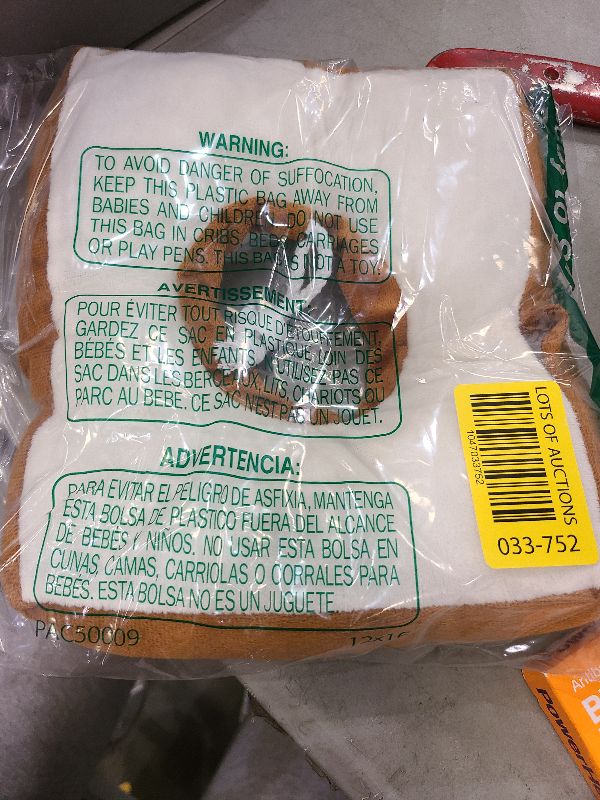 WARNING:
TO AVOID DANGER OF SUFFOCATION,
KEEP THIS PLASTIC BAG AWAY FROM
BABIES AND CHILDREN. DO NOT USE
THIS BAG IN CRIBS, BEDS, CARRIAGES
OR PLAY PENS. THIS BAG IS NOT A TOY.
AVERTISSEMENT:
POUR ÉVITER TOUT RISQUE D'ÉTOUFFEMENT,
GARDEZ CE SAC EN PLASTIQUE LOIN DES
BÉBÉS ET LES ENFANTS. N'UTILISEZ PAS CE
SAC DANS LES BERCEAUX, LITS, CHARIOTS OU
PARC AU BEBE. CE SAC N'EST PAS UN JOUET.
ADVERTENCIA:
PARA EVITAR EL PELIGRO DE ASFIXIA, MANTENGA
ESTA BOLSA DE PLASTICO FUERA DEL ALCANCE
DE BEBÉS Y NIÑOS. NO USAR ESTA BOLSA EN
CUNAS CAMAS, CARRIOLAS O CORRALES PARA
BEBÉS. ESTA BOLSA NO ES UN JUGUETE.
PAC50009
LOTS OF AUCTIONS
1047033752
033-752